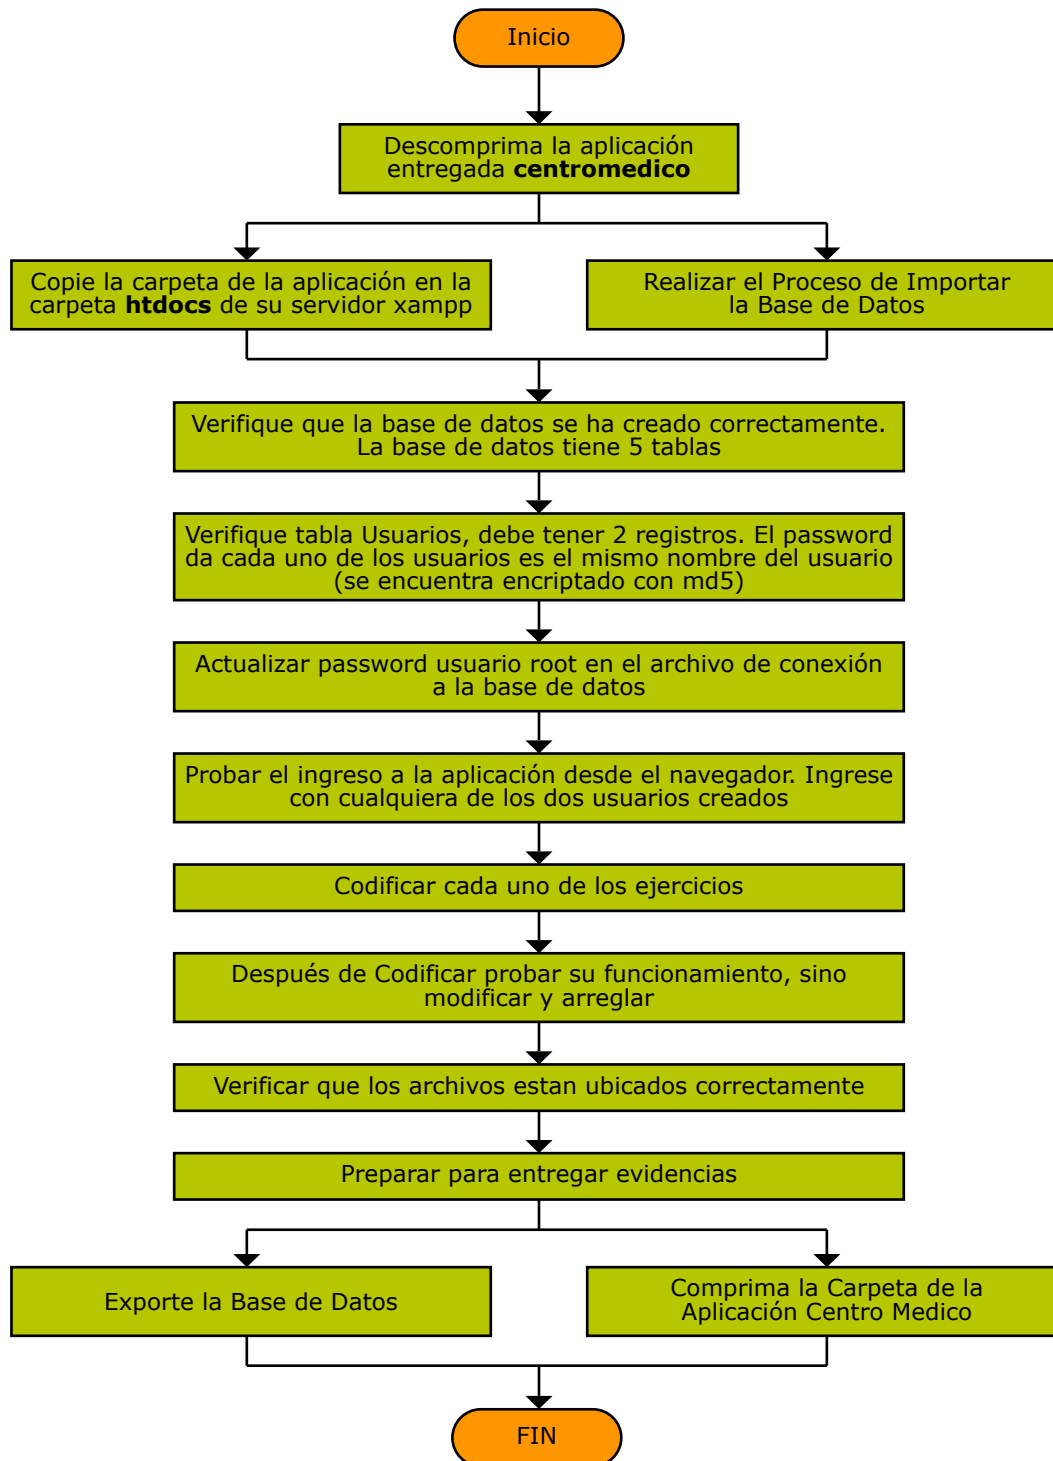 Inicio
Descomprima la aplicación
entregada centromedico
Copie la carpeta de la aplicación en la
carpeta htdocs de su servidor xampp
Realizar el Proceso de Importar
la Base de Datos
Verifique que la base de datos se ha creado correctamente.
La base de datos tiene 5 tablas
Verifique tabla Usuarios, debe tener 2 registros. El password
da cada uno de los usuarios es el mismo nombre del usuario
(se encuentra encriptado con md5)
Actualizar password usuario root en el archivo de conexión
a la base de datos
Probar el ingreso a la aplicación desde el navegador. Ingrese
con cualquiera de los dos usuarios creados
Codificar cada uno de los ejercicios
Después de Codificar probar su funcionamiento, sino
modificar y arreglar
Verificar que los archivos estan ubicados correctamente
Preparar para entregar evidencias
Exporte la Base de Datos
Comprima la Carpeta de la
Aplicación Centro Medico
FIN